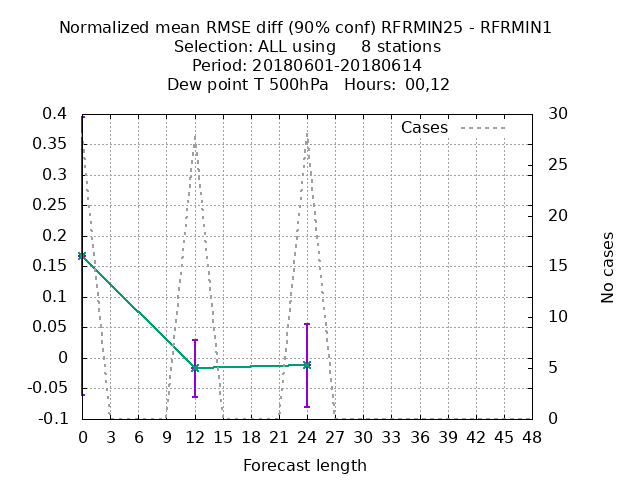 Normalized mean RMSE diff (90% conf) RFRMIN25 - RFRMIN1
Selection: ALL using     8 stations
Period: 20180601-20180614
Dew point T 500hPa   Hours:  00,12
Cases
0.4
0.35
0.3
0.25
0.2
0.15
0.1
0.05
0
-0.05
-0.1
30
25
20
15
10
5
0
No cases
0 3 6 9 12 15 18 21 24 27 30 33 36 39 42 45 48
Forecast length